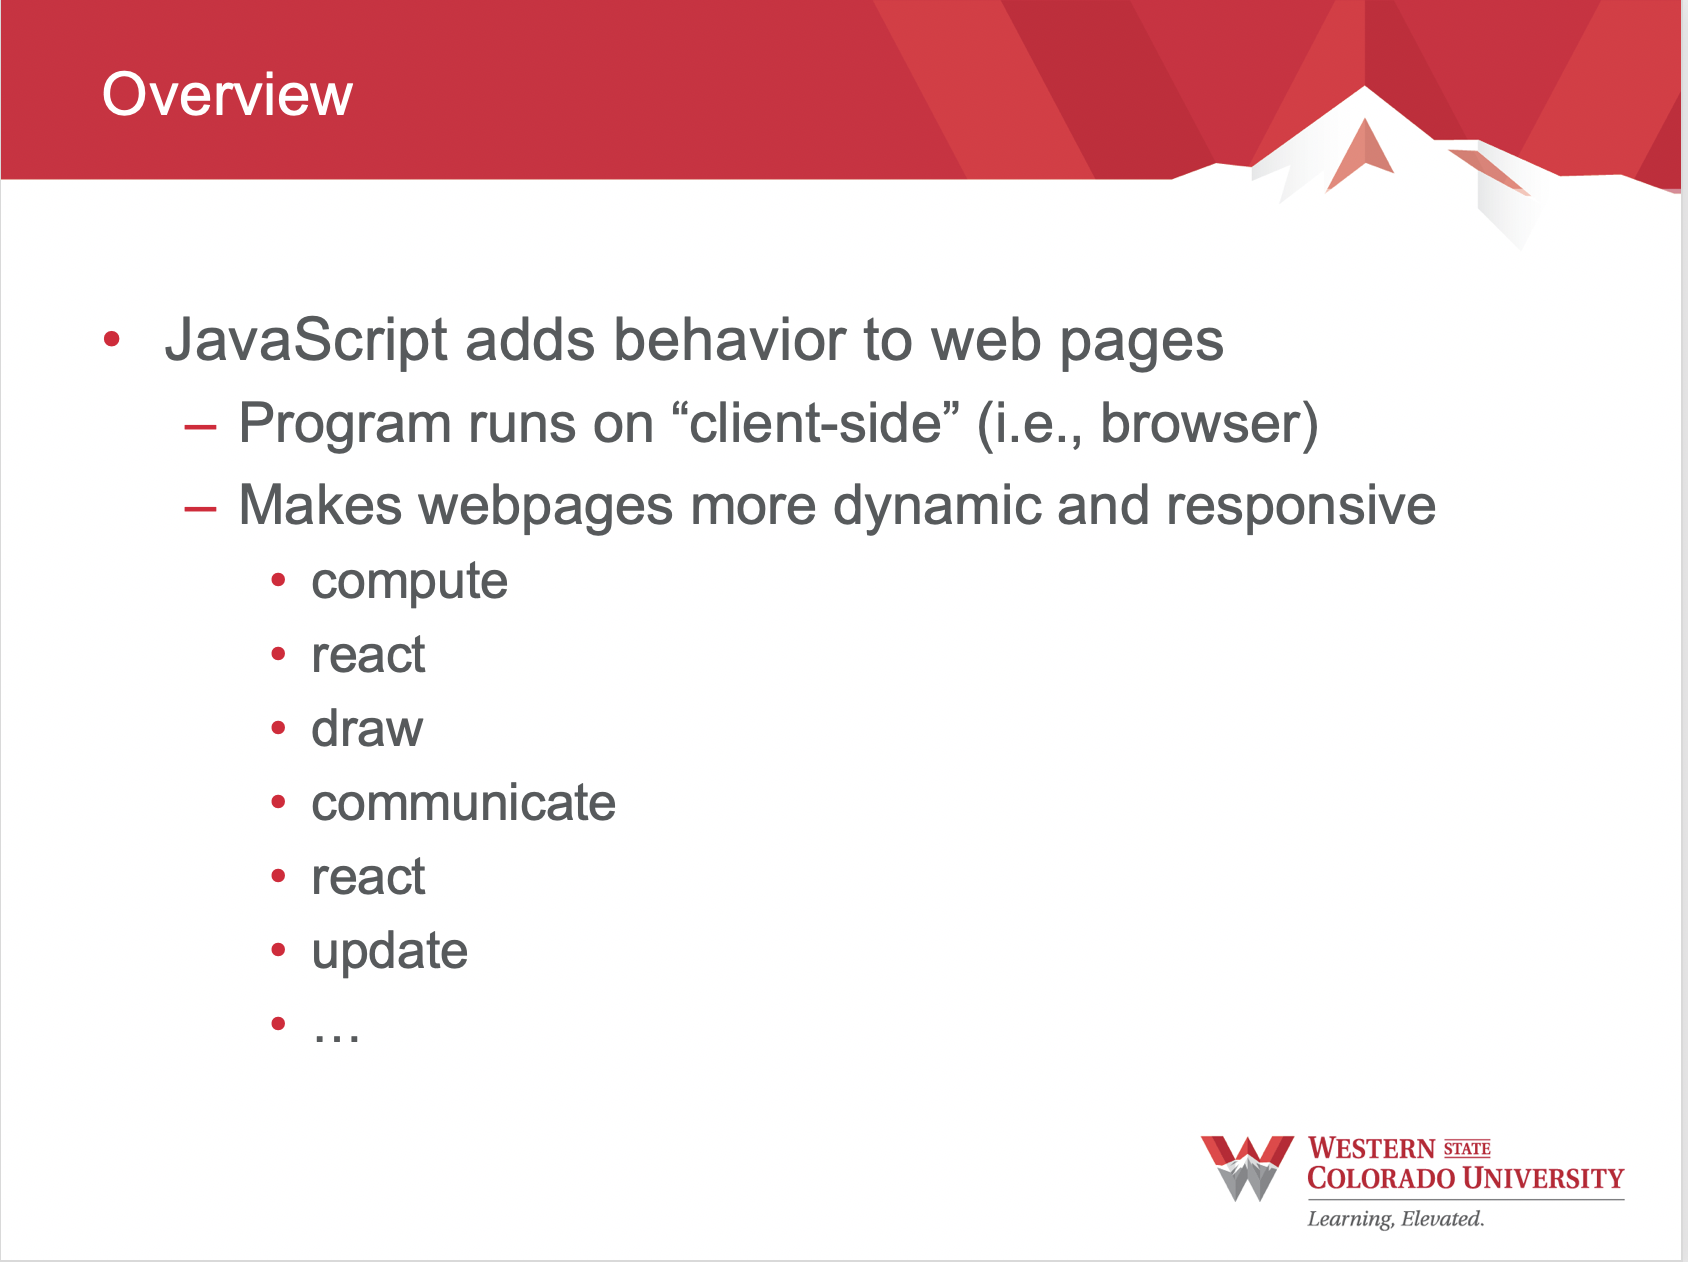 Overview
• JavaScript adds behavior to web pages
– Program runs on “client-side” (i.e., browser)
– Makes webpages more dynamic and responsive
• compute
• react
• draw
• communicate
• react
• update
• …
WESTERN STATE
COLORADO UNIVERSITY
Learning, Elevated.